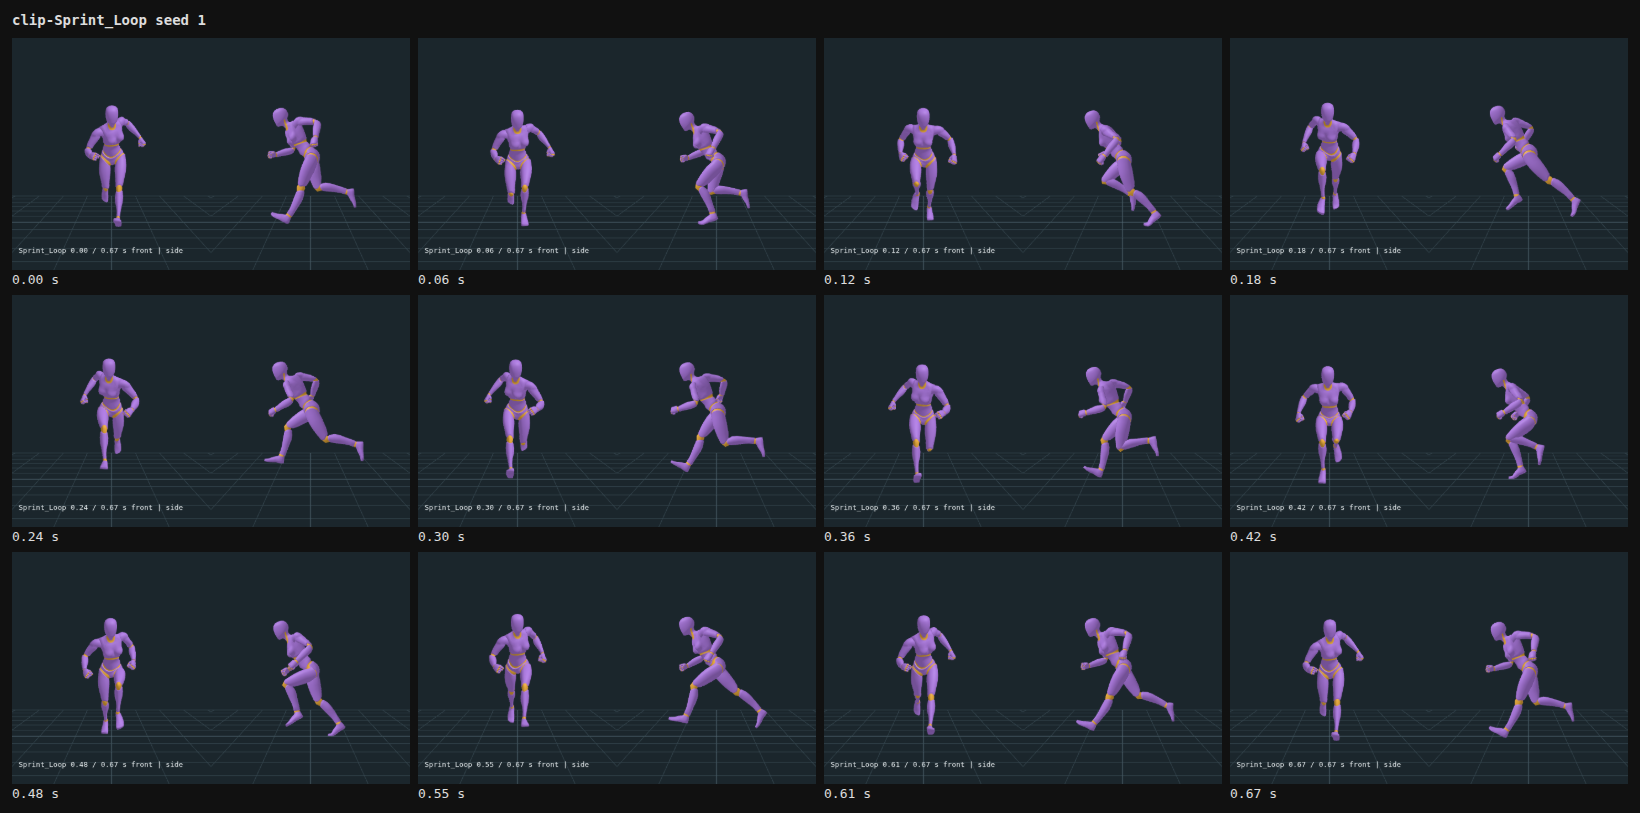 clip-Sprint_Loop seed 1
Sprint_Loop 0.00 / 0.67 s front | side
Sprint_Loop 0.06 / 0.67 s front | side
Sprint_Loop 0.12 / 0.67 s front | side
Sprint_Loop 0.18 / 0.67 s front | side
0.00 s
0.06 s
0.12 s
0.18 s
Sprint_Loop 0.24 / 0.67 s front | side
Sprint_Loop 0.30 / 0.67 s front | side
Sprint_Loop 0.36 / 0.67 s front | side
Sprint_Loop 0.42 / 0.67 s front | side
0.24 s
0.30 s
0.36 s
0.42 s
Sprint_Loop 0.48 / 0.67 s front | side
Sprint_Loop 0.55 / 0.67 s front | side
Sprint_Loop 0.61 / 0.67 s front | side
Sprint_Loop 0.67 / 0.67 s front | side
0.48 s
0.55 s
0.61 s
0.67 s